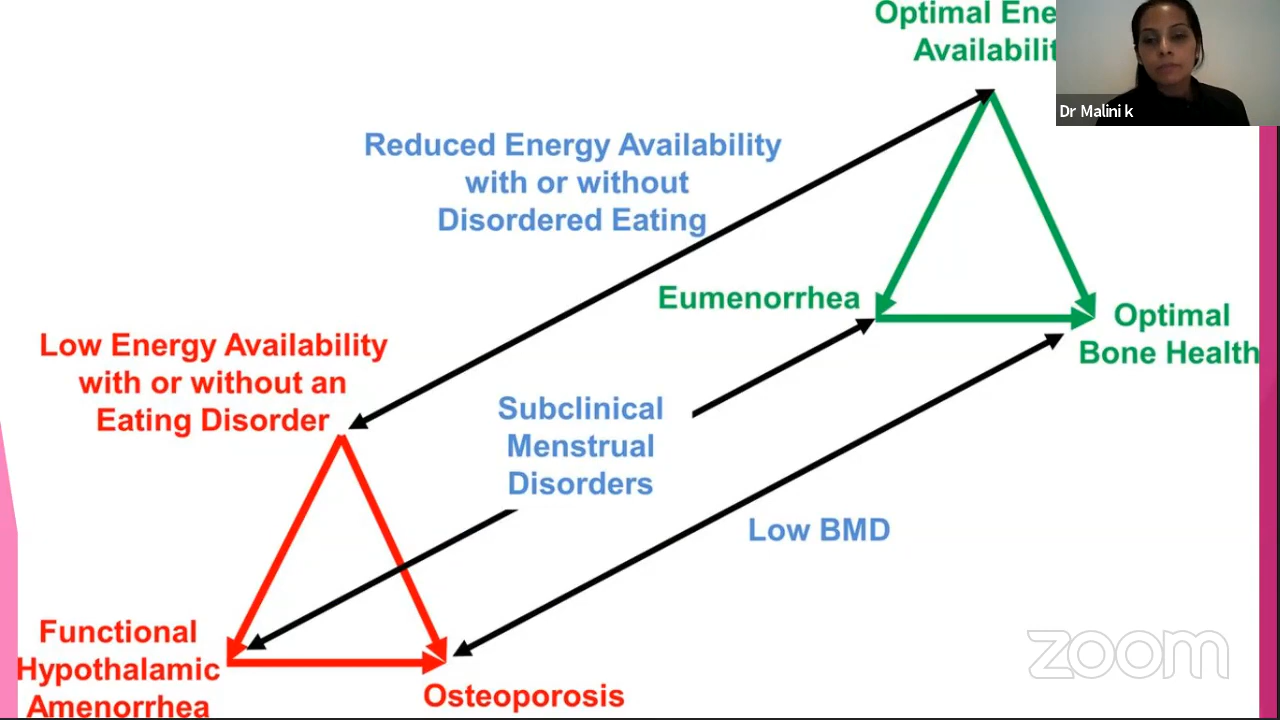 Optimal Ene
Availabilit
Dr Malini k
Reduced Energy Availability
with or without
Disordered Eating
Eumenorrhea
Optimal
Bone Health
Low Energy Availability
with or without an
Eating Disorder
Subclinical
Menstrual
Disorders
Low BMD
Functional
Hypothalamic
Amenorrhea
Osteoporosis
zoom